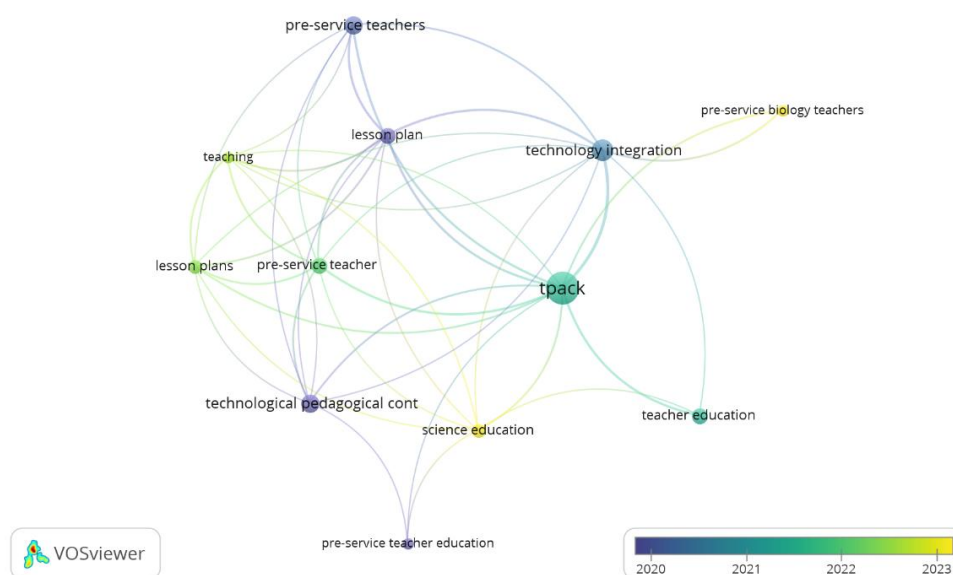 pre-service teachers
pre-service biology teachers
lesson plan
technology integration
teaching
lesson plans
pre-service teacher
tpack
technological pedagogical cont
teacher education
science education
pre-service teacher education
VOSviewer
2020 2021 2022 2023